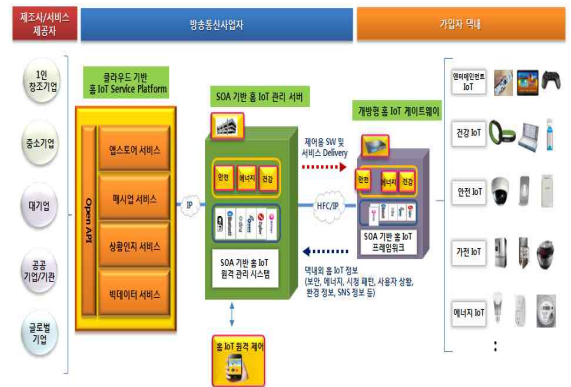 제조사/서비스
제공자
방송통신사업자
가입자 댁내
1인
창조기업
중소기업
대기업
공공
기업/기관
글로벌
기업
클라우드 기반
홈 IoT Service Platform
Open API
앱스토어 서비스
매시업 서비스
상황인지 서비스
빅데이터 서비스
IP
SOA 기반 홈 IoT 관리 서버
안전
에너지
건강
SOA 기반 홈 IoT
원격 관리 시스템
홈 IoT 원격 제어
제어용 SW 및
서비스 Delivery
HFC/IP
댁내의 홈 IoT 정보
(보안, 에너지, 시청 패턴, 사용자 상황,
환경 정보, SNS 정보 등)
개방형 홈 IoT 게이트웨이
안전
에너지
건강
SOA 기반 홈 IoT
프레임워크
엔터테인먼트
IoT
건강 IoT
안전 IoT
가전 IoT
에너지 IoT
: